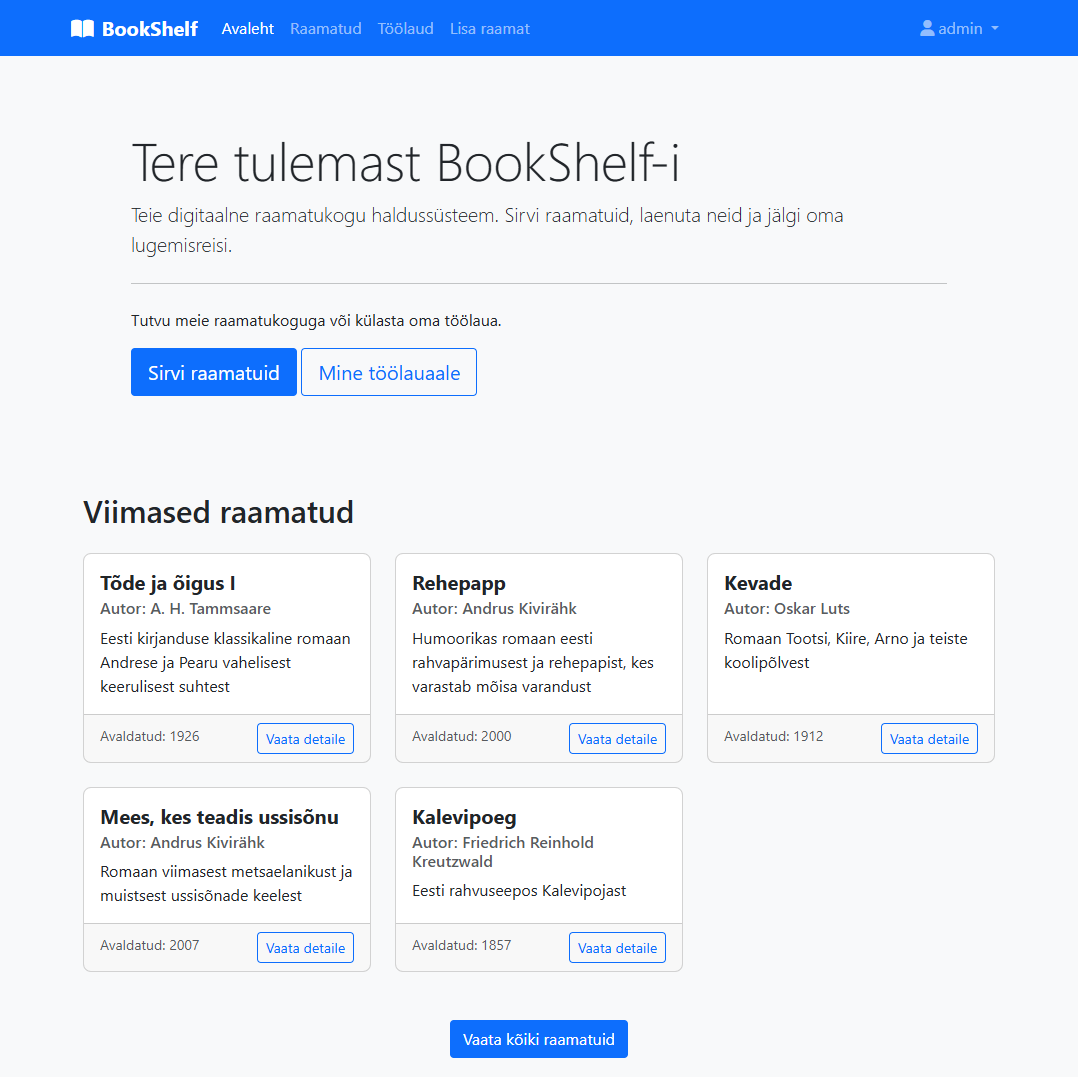 BookShelf Avaleht Raamatud Töölaud Lisa raamat admin
Tere tulemast BookShelf-i
Teie digitaalne raamatukogu haldussüsteem. Sirvi raamatuid, laenuta neid ja jälgi oma
lugemisreisi.
Tutvu meie raamatukoguga või külasta oma töölaua.
Sirvi raamatuid Mine töölauaale
Viimased raamatud
Tõde ja õigus I
Autor: A. H. Tammsaare
Eesti kirjanduse klassikaline romaan
Andrese ja Pearu vahelisest
keerulisest suhtest
Avaldatud: 1926 Vaata detaile
Rehepapp
Autor: Andrus Kivirähk
Humoorikas romaan eesti
rahvapärimusest ja rehepapist, kes
varastab mõisa varandust
Avaldatud: 2000 Vaata detaile
Kevade
Autor: Oskar Luts
Romaan Tootsi, Kiire, Arno ja teiste
koolipõlvest
Avaldatud: 1912 Vaata detaile
Mees, kes teadis ussisõnu
Autor: Andrus Kivirähk
Romaan viimasest metsaelanikust ja
muistsest ussisõnade keelest
Avaldatud: 2007 Vaata detaile
Kalevipoeg
Autor: Friedrich Reinhold
Kreutzwald
Eesti rahvuseepos Kalevipojast
Avaldatud: 1857 Vaata detaile
Vaata kõiki raamatuid